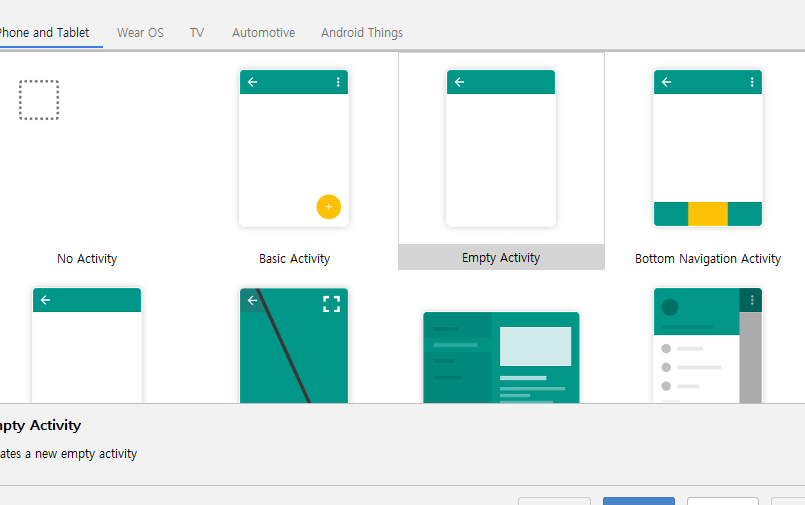 Phone and Tablet
Wear OS
TV
Automotive
Android Things
No Activity
Basic Activity
Empty Activity
Bottom Navigation Activity
mpty Activity
ates a new empty activity